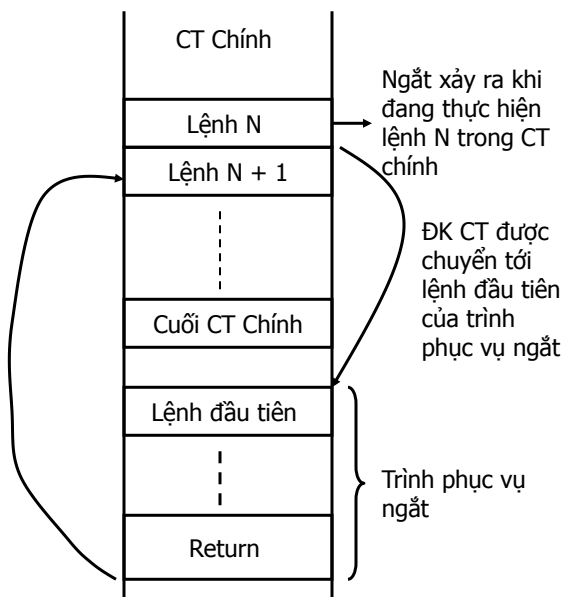 CT Chính
Ngắt xảy ra khi
đang thực hiện
lệnh N trong CT
chính
Lệnh N
Lệnh N + 1
ĐK CT được
chuyển tới
lệnh đầu tiên
của trình
phục vụ ngắt
Cuối CT Chính
Lệnh đầu tiên
Trình phục vụ
ngắt
Return